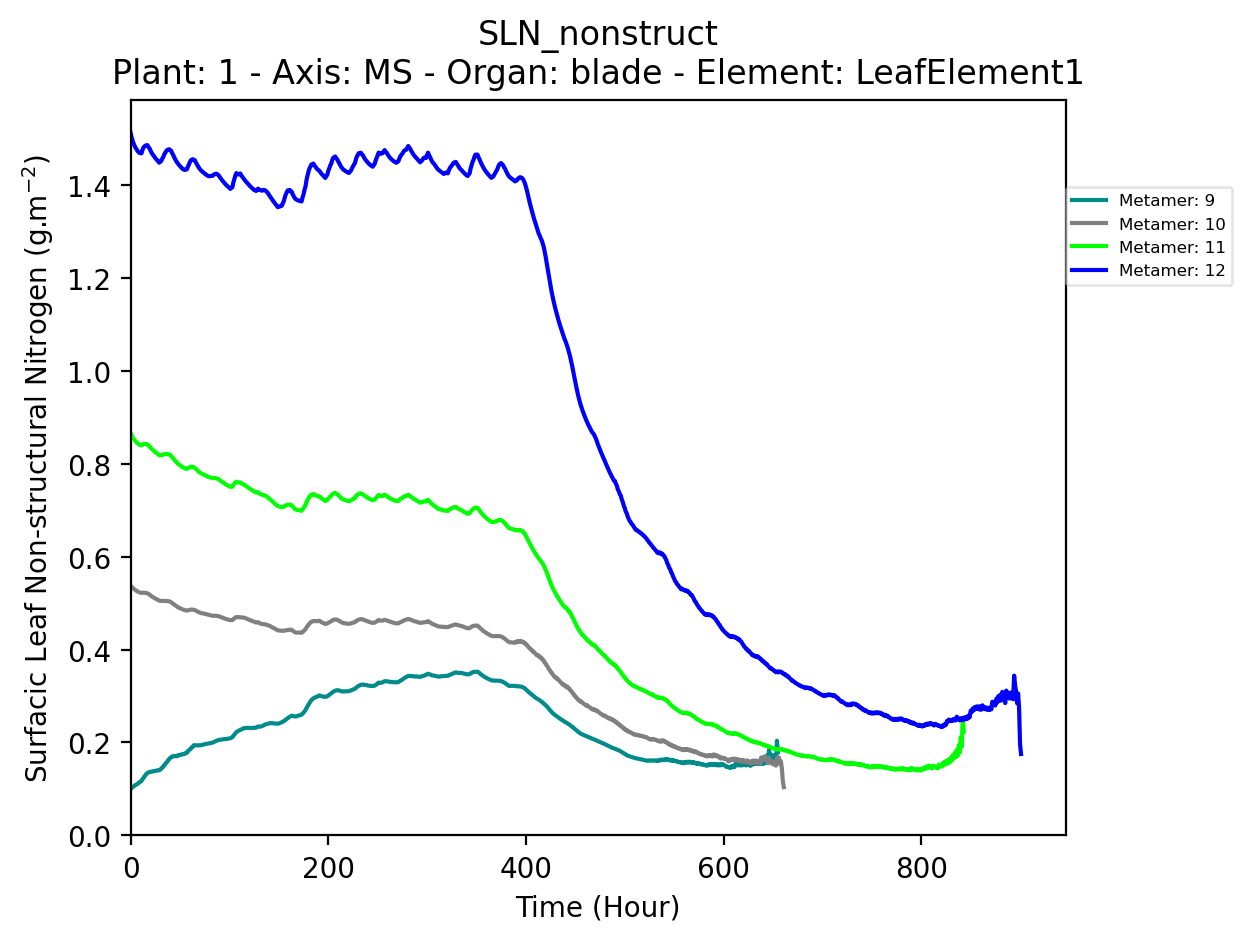 SLN_nonstruct
Plant: 1 - Axis: MS - Organ: blade - Element: LeafElement1
Surfacic Leaf Non-structural Nitrogen (g.m⁻²)
1.4
1.2
1.0
0.8
0.6
0.4
0.2
0.0
0 200 400 600 800
Time (Hour)
Metamer: 9
Metamer: 10
Metamer: 11
Metamer: 12